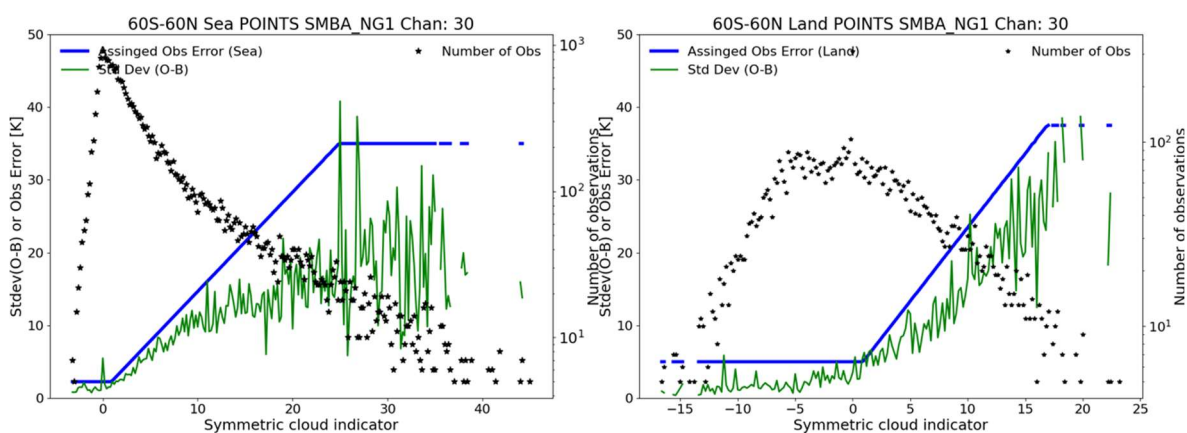 60S-60N Sea POINTS SMBA_NG1 Chan: 30
Assinged Obs Error (Sea)
Std Dev (O-B)
Number of Obs
Stdev(O-B) or Obs Error [K]
50
40
30
20
10
0
0
10
20
30
40
Symmetric cloud indicator
10³
10²
10¹
Number of observations
60S-60N Land POINTS SMBA_NG1 Chan: 30
Assinged Obs Error (Land)
Std Dev (O-B)
Number of Obs
Stdev(O-B) or Obs Error [K]
50
40
30
20
10
0
−15
−10
−5
0
5
10
15
20
25
Symmetric cloud indicator
10²
10¹
Number of observations